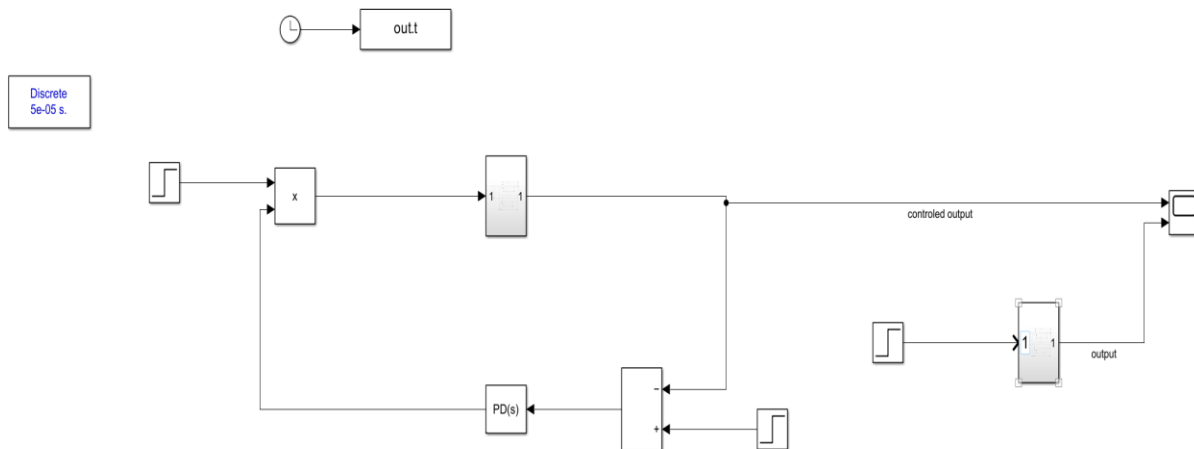 out.t
Discrete
5e-05 s.
x
1 1
controled output
1 1
output
PD(s)
−
+